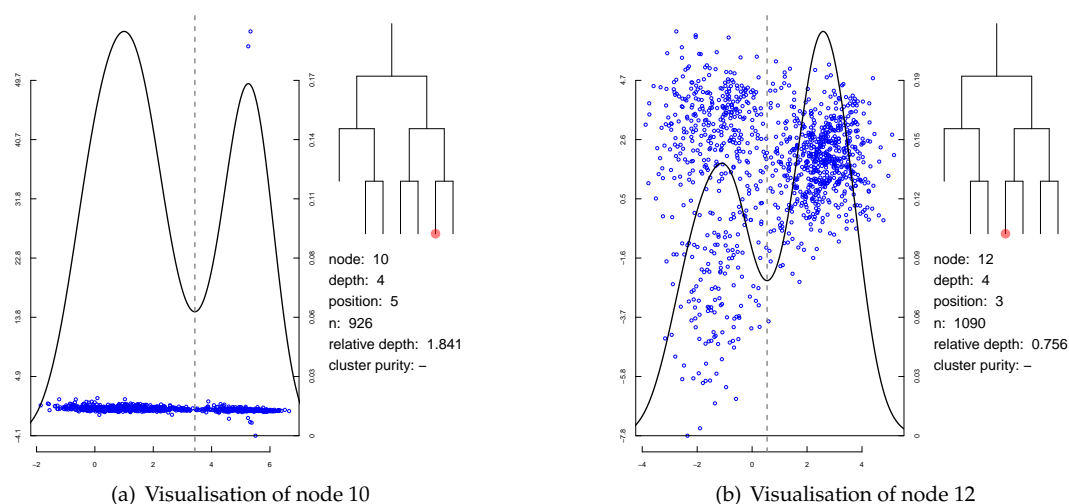 49.7
40.7
31.8
22.8
13.8
4.9
−4.1
0.17
0.14
0.11
0.08
0.06
0.03
0
−2
0
2
4
6
node: 10
depth: 4
position: 5
n: 926
relative depth: 1.841
cluster purity: −
(a) Visualisation of node 10
4.7
2.6
0.5
−1.6
−3.7
−5.8
−7.8
0.19
0.15
0.12
0.09
0.06
0.03
0
−4
−2
0
2
4
node: 12
depth: 4
position: 3
n: 1090
relative depth: 0.756
cluster purity: −
(b) Visualisation of node 12